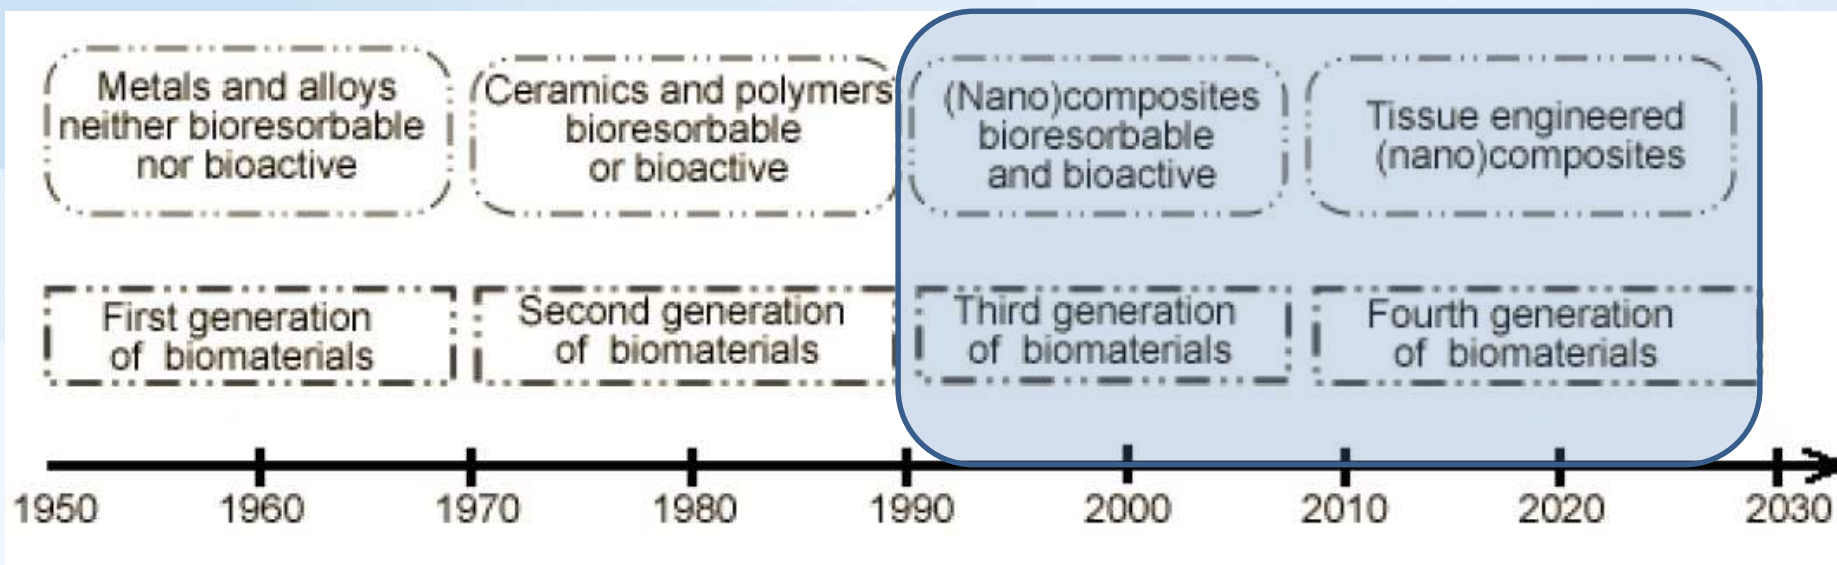 Metals and alloys
neither bioresorbable
nor bioactive
Ceramics and polymers
bioresorbable
or bioactive
(Nano)composites
bioresorbable
and bioactive
Tissue engineered
(nano)composites
First generation
of biomaterials
Second generation
of biomaterials
Third generation
of biomaterials
Fourth generation
of biomaterials
1950 1960 1970 1980 1990 2000 2010 2020 2030